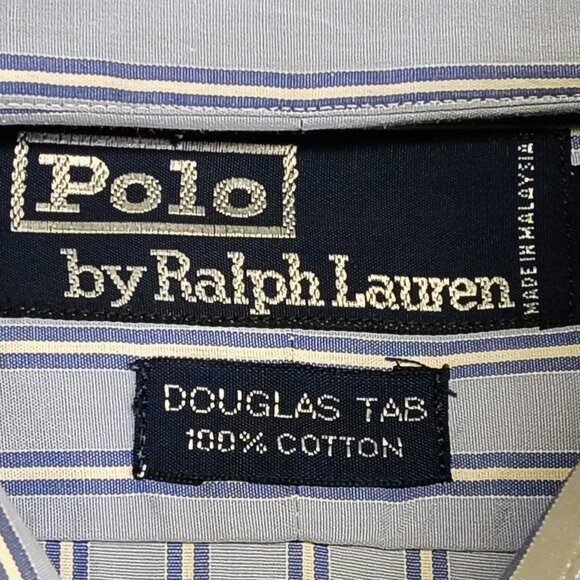 Polo
by Ralph Lauren
MADE IN MALAYSIA
DOUGLAS TAB
100% COTTON